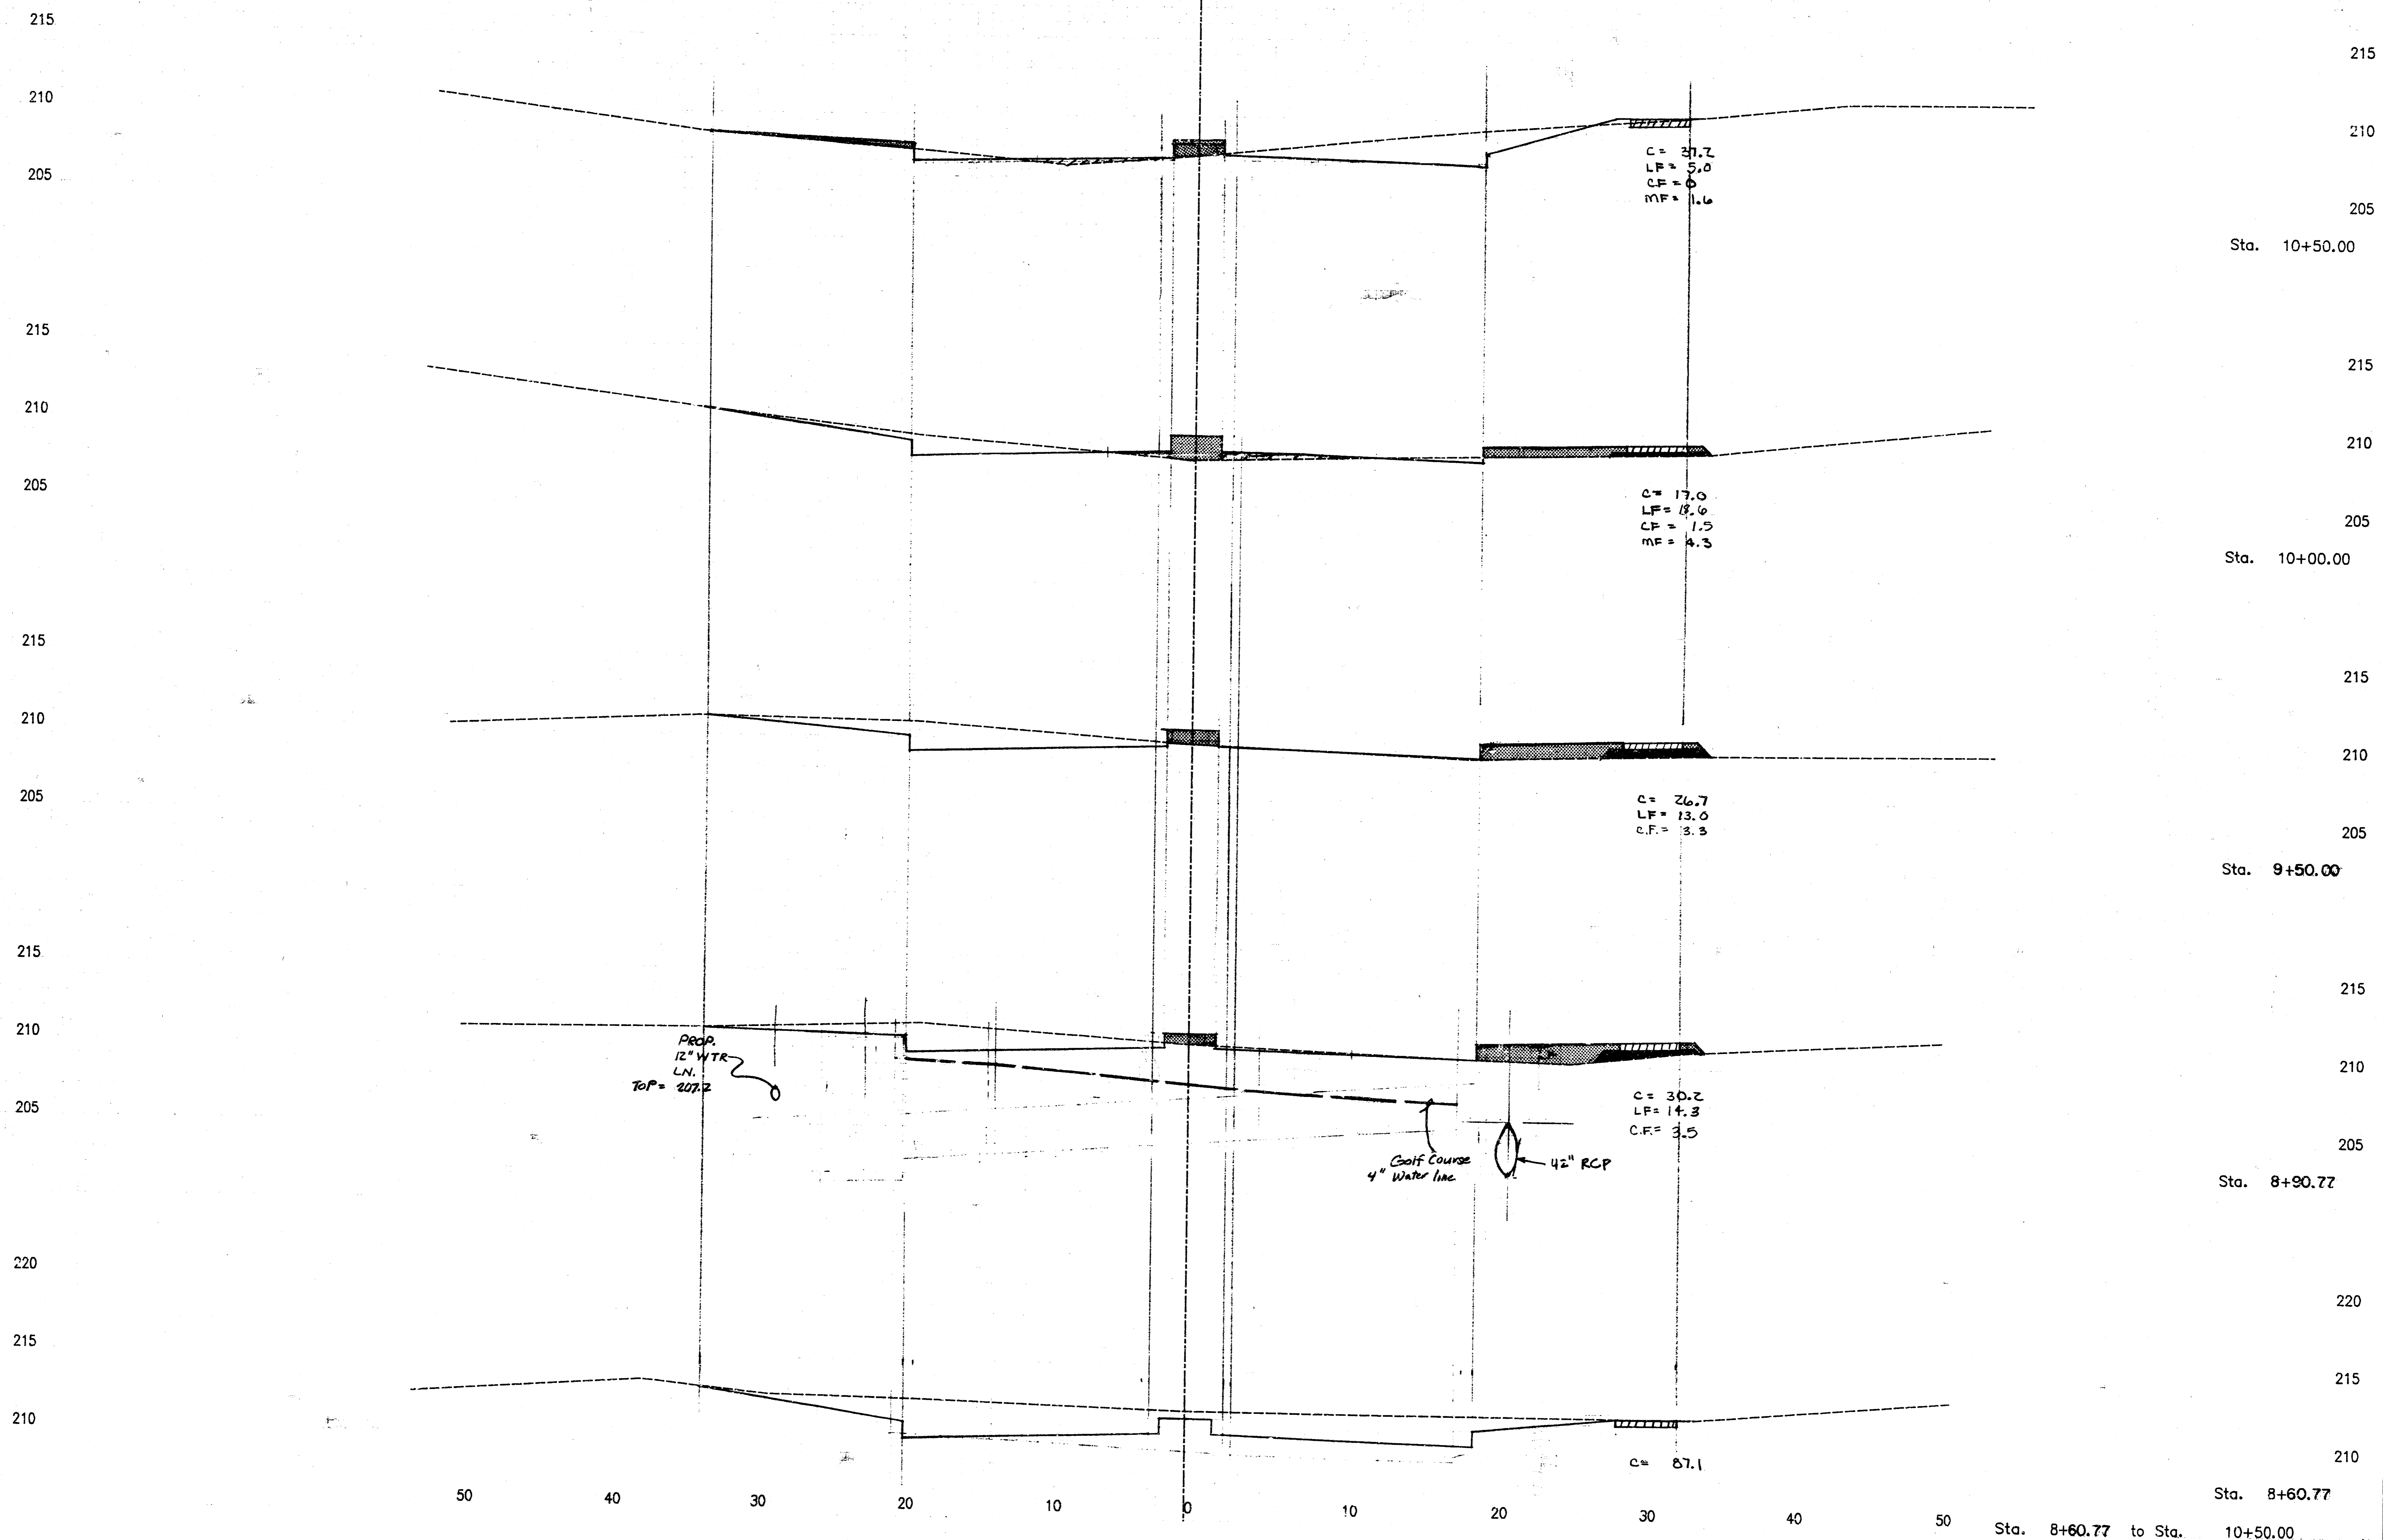 215
215
210
210
C = 37.2
LF = 5.0
CF = 0
MF = 1.6
205
205
Sta. 10+50.00
215
215
210
210
205
C = 17.0
LF = 18.6
CF = 1.5
MF = 4.3
205
Sta. 10+00.00
215
215
210
210
205
C = 26.7
LF = 13.0
C.F. = 3.3
205
Sta. 9+50.00
215
215
210
PROP.
12" WTR
LN.
TOP = 207.2
210
205
C = 30.2
LF = 14.3
C.F. = 3.5
205
Golf Course
4" Water line
42" RCP
Sta. 8+90.77
220
220
215
215
210
210
C = 87.1
50 40 30 20 10 0 10 20 30 40 50
Sta. 8+60.77
Sta. 8+60.77 to Sta. 10+50.00